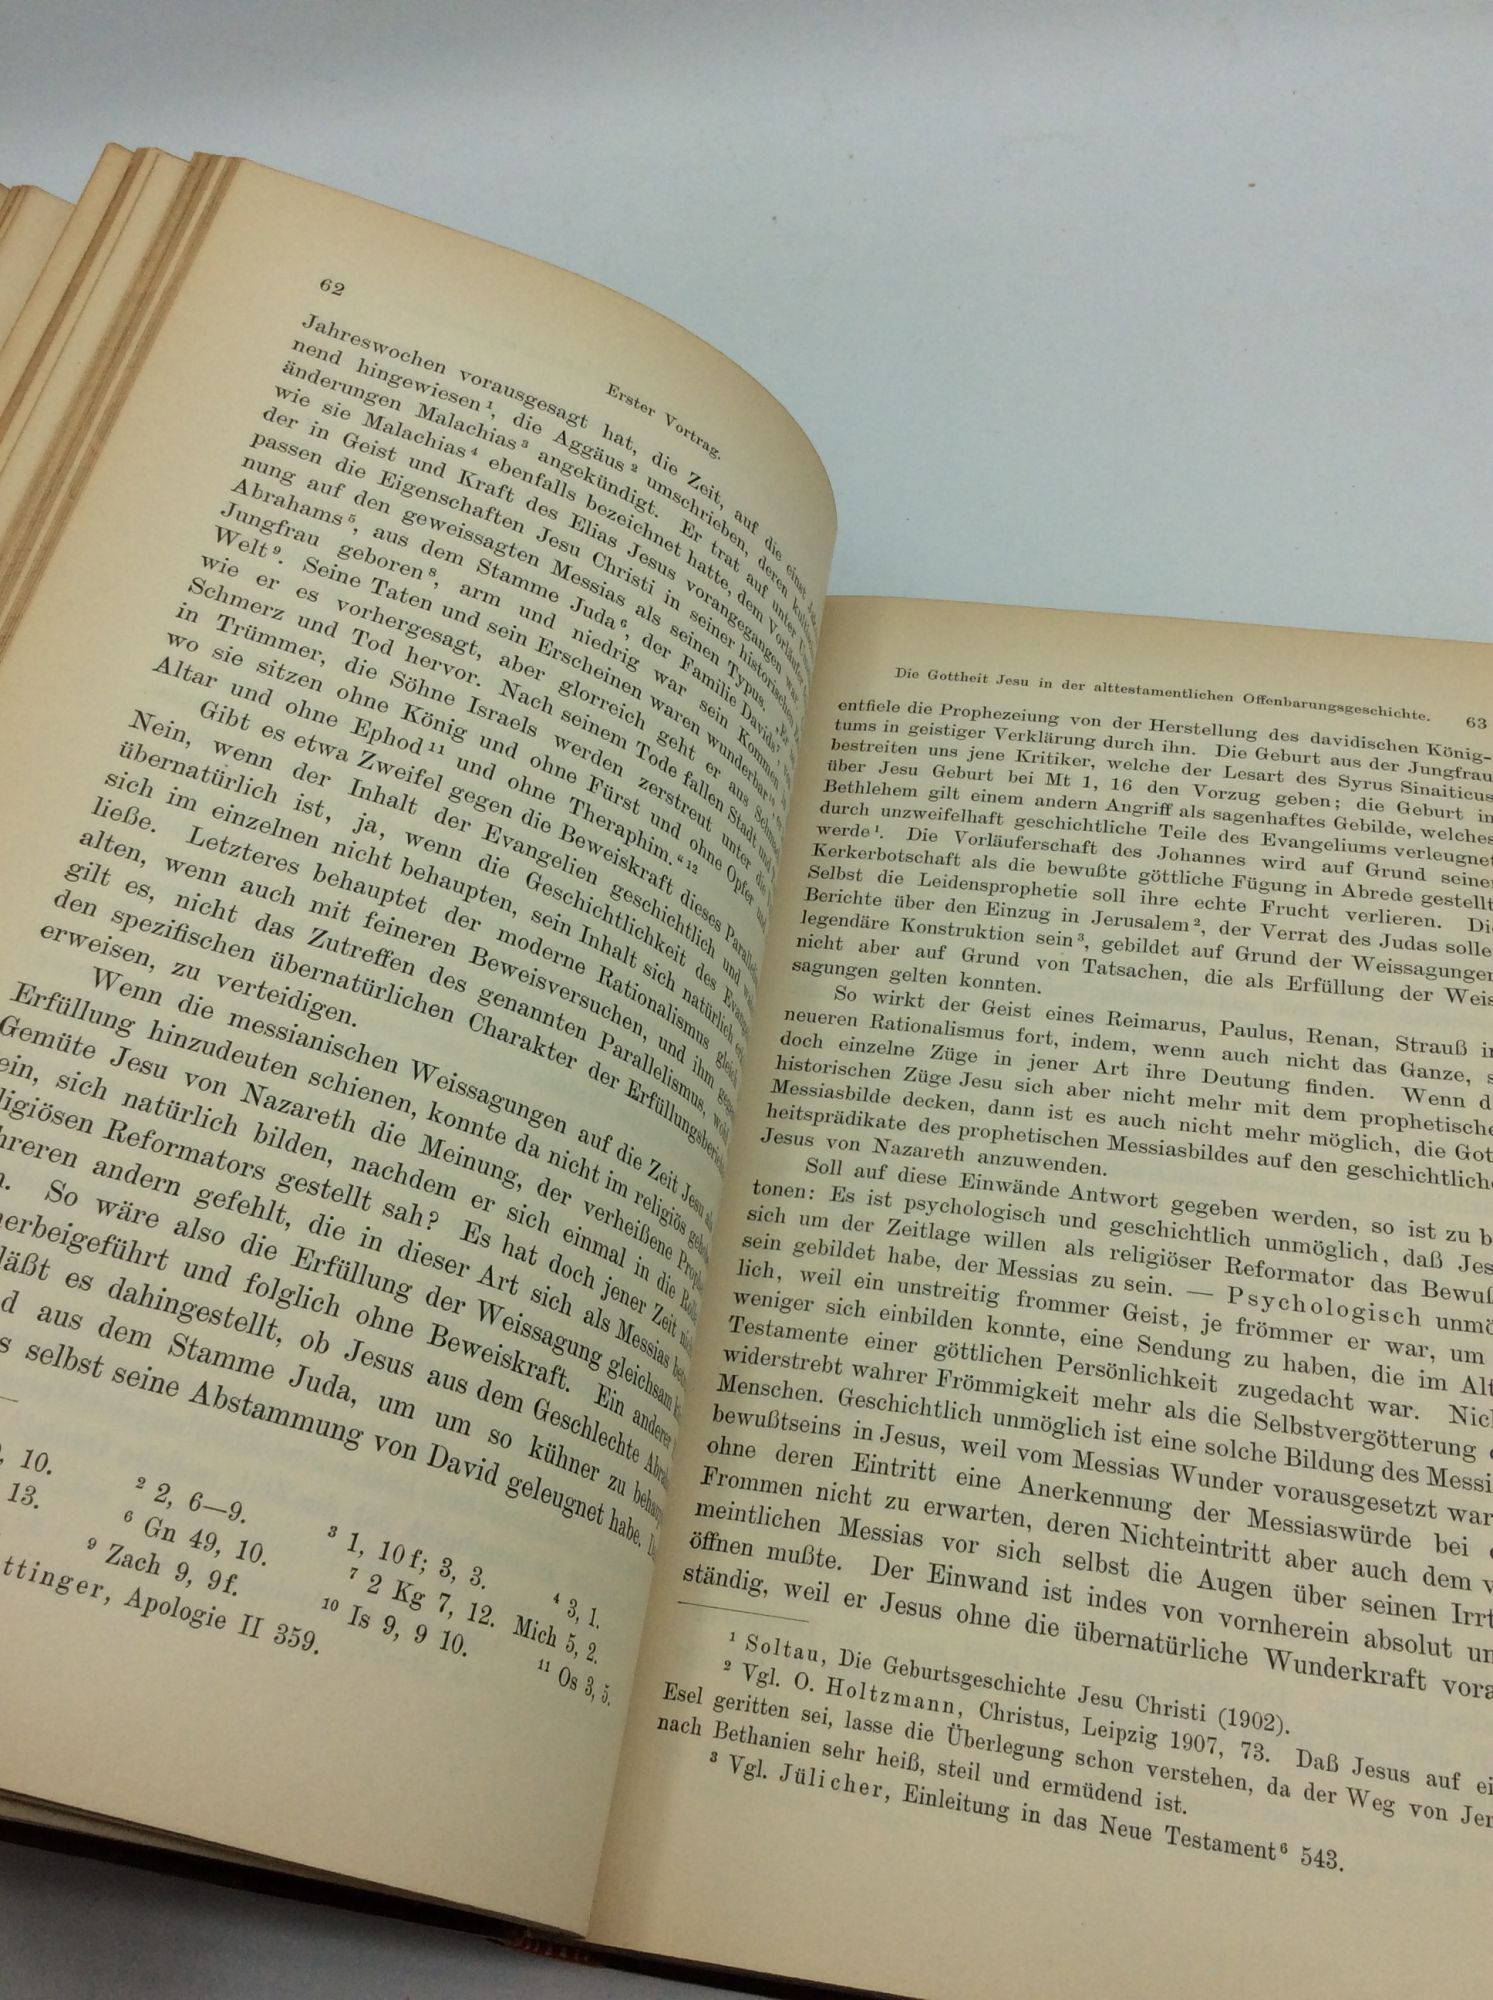 62
Erster Vortrag.
Jahreswochen vorausgesagt hat, die Zeit, auf die einst
nend hingewiesen¹, die Aggäus² umschrieben, deren
änderungen Malachias³ angekündigt. Er trat auf unter
wie sie Malachias⁴ ebenfalls bezeichnet hatte, dem Vorläufer
der in Geist und Kraft des Elias Jesus vorangegangen war.
passen die Eigenschaften Jesu Christi in seiner historischen
nung auf den geweissagten Messias als seinen Typus. „Er
Abrahams⁵, aus dem Stamme Juda⁶, der Familie Davids⁷,
Jungfrau geboren⁸, arm und niedrig war sein Kommen
Welt⁹. Seine Taten und sein Erscheinen waren wunderbar¹⁰
wie er es vorhergesagt, aber glorreich geht er aus
Schmerz und Tod hervor. Nach seinem Tode fallen Stadt und
in Trümmer, die Söhne Israels werden zerstreut unter die
wo sie sitzen ohne König und ohne Fürst und ohne Opfer und
Altar und ohne Ephod¹¹ und ohne Theraphim.“¹²
Gibt es etwa Zweifel gegen die Beweiskraft dieses
Nein, wenn der Inhalt der Evangelien geschichtlich und
übernatürlich ist, ja, wenn die Geschichtlichkeit des
sich im einzelnen nicht behaupten, sein Inhalt sich natürlich
ließe. Letzteres behauptet der moderne Rationalismus gleich
alten, wenn auch mit feineren Beweisversuchen, und ihm
gilt es, nicht das Zutreffen des genannten Parallelismus, wohl
den spezifischen übernatürlichen Charakter der
erweisen, zu verteidigen.
Wenn die messianischen Weissagungen auf die Zeit Jesu als
Erfüllung hinzudeuten schienen, konnte da nicht im religiös
Gemüte Jesu von Nazareth die Meinung, der verheißene
ein, sich natürlich bilden, nachdem er sich einmal in die Rolle
ligiösen Reformators gestellt sah? Es hat doch jener Zeit nicht
hreren andern gefehlt, die in dieser Art sich als Messias
So wäre also die Erfüllung der Weissagung gleichsam
herbeigeführt und folglich ohne Beweiskraft. Ein anderer
läßt es dahingestellt, ob Jesus aus dem Geschlechte
d aus dem Stamme Juda, um um so kühner zu
s selbst seine Abstammung von David geleugnet habe.
, 10. ² 2, 6—9. ³ 1, 10 f; 3, 3. ⁴ 3, 1.
13. ⁶ Gn 49, 10. ⁷ 2 Kg 7, 12. Mich 5, 2.
⁹ Zach 9, 9f. ¹⁰ Is 9, 9 10. ¹¹ Os 3, 5.
ttinger, Apologie II 359.
Die Gottheit Jesu in der alttestamentlichen Offenbarungsgeschichte. 63
entfiele die Prophezeiung von der Herstellung des davidischen König-
tums in geistiger Verklärung durch ihn. Die Geburt aus der Jungfrau
bestreiten uns jene Kritiker, welche der Lesart des Syrus Sinaiticus
über Jesu Geburt bei Mt 1, 16 den Vorzug geben; die Geburt in
Bethlehem gilt einem andern Angriff als sagenhaftes Gebilde, welches
durch unzweifelhaft geschichtliche Teile des Evangeliums verleugnet
werde¹. Die Vorläuferschaft des Johannes wird auf Grund seiner
Kerkerbotschaft als die bewußte göttliche Fügung in Abrede gestellt
Selbst die Leidensprophetie soll ihre echte Frucht verlieren. Di
Berichte über den Einzug in Jerusalem², der Verrat des Judas solle
legendäre Konstruktion sein³, gebildet auf Grund der Weissagungen
nicht aber auf Grund von Tatsachen, die als Erfüllung der Weis
sagungen gelten konnten.
So wirkt der Geist eines Reimarus, Paulus, Renan, Strauß i
neueren Rationalismus fort, indem, wenn auch nicht das Ganze, s
doch einzelne Züge in jener Art ihre Deutung finden. Wenn d
historischen Züge Jesu sich aber nicht mehr mit dem prophetische
Messiasbilde decken, dann ist es auch nicht mehr möglich, die Got
heitsprädikate des prophetischen Messiasbildes auf den geschichtliche
Jesus von Nazareth anzuwenden.
Soll auf diese Einwände Antwort gegeben werden, so ist zu b
tonen: Es ist psychologisch und geschichtlich unmöglich, daß Jes
sich um der Zeitlage willen als religiöser Reformator das Bewuß
sein gebildet habe, der Messias zu sein. — Psychologisch unmö
lich, weil ein unstreitig frommer Geist, je frömmer er war, um
weniger sich einbilden konnte, eine Sendung zu haben, die im Alt
Testamente einer göttlichen Persönlichkeit zugedacht war. Nic
widerstrebt wahrer Frömmigkeit mehr als die Selbstvergötterung
Menschen. Geschichtlich unmöglich ist eine solche Bildung des Messi
bewußtseins in Jesus, weil vom Messias Wunder vorausgesetzt war
ohne deren Eintritt eine Anerkennung der Messiaswürde bei
Frommen nicht zu erwarten, deren Nichteintritt aber auch dem v
meintlichen Messias vor sich selbst die Augen über seinen Irrt
öffnen mußte. Der Einwand ist indes von vornherein absolut un
ständig, weil er Jesus ohne die übernatürliche Wunderkraft vora
¹ Soltau, Die Geburtsgeschichte Jesu Christi (1902).
² Vgl. O. Holtzmann, Christus, Leipzig 1907, 73. Daß Jesus auf ei
Esel geritten sei, lasse die Überlegung schon verstehen, da der Weg von Jer
nach Bethanien sehr heiß, steil und ermüdend ist.
³ Vgl. Jülicher, Einleitung in das Neue Testament⁶ 543.